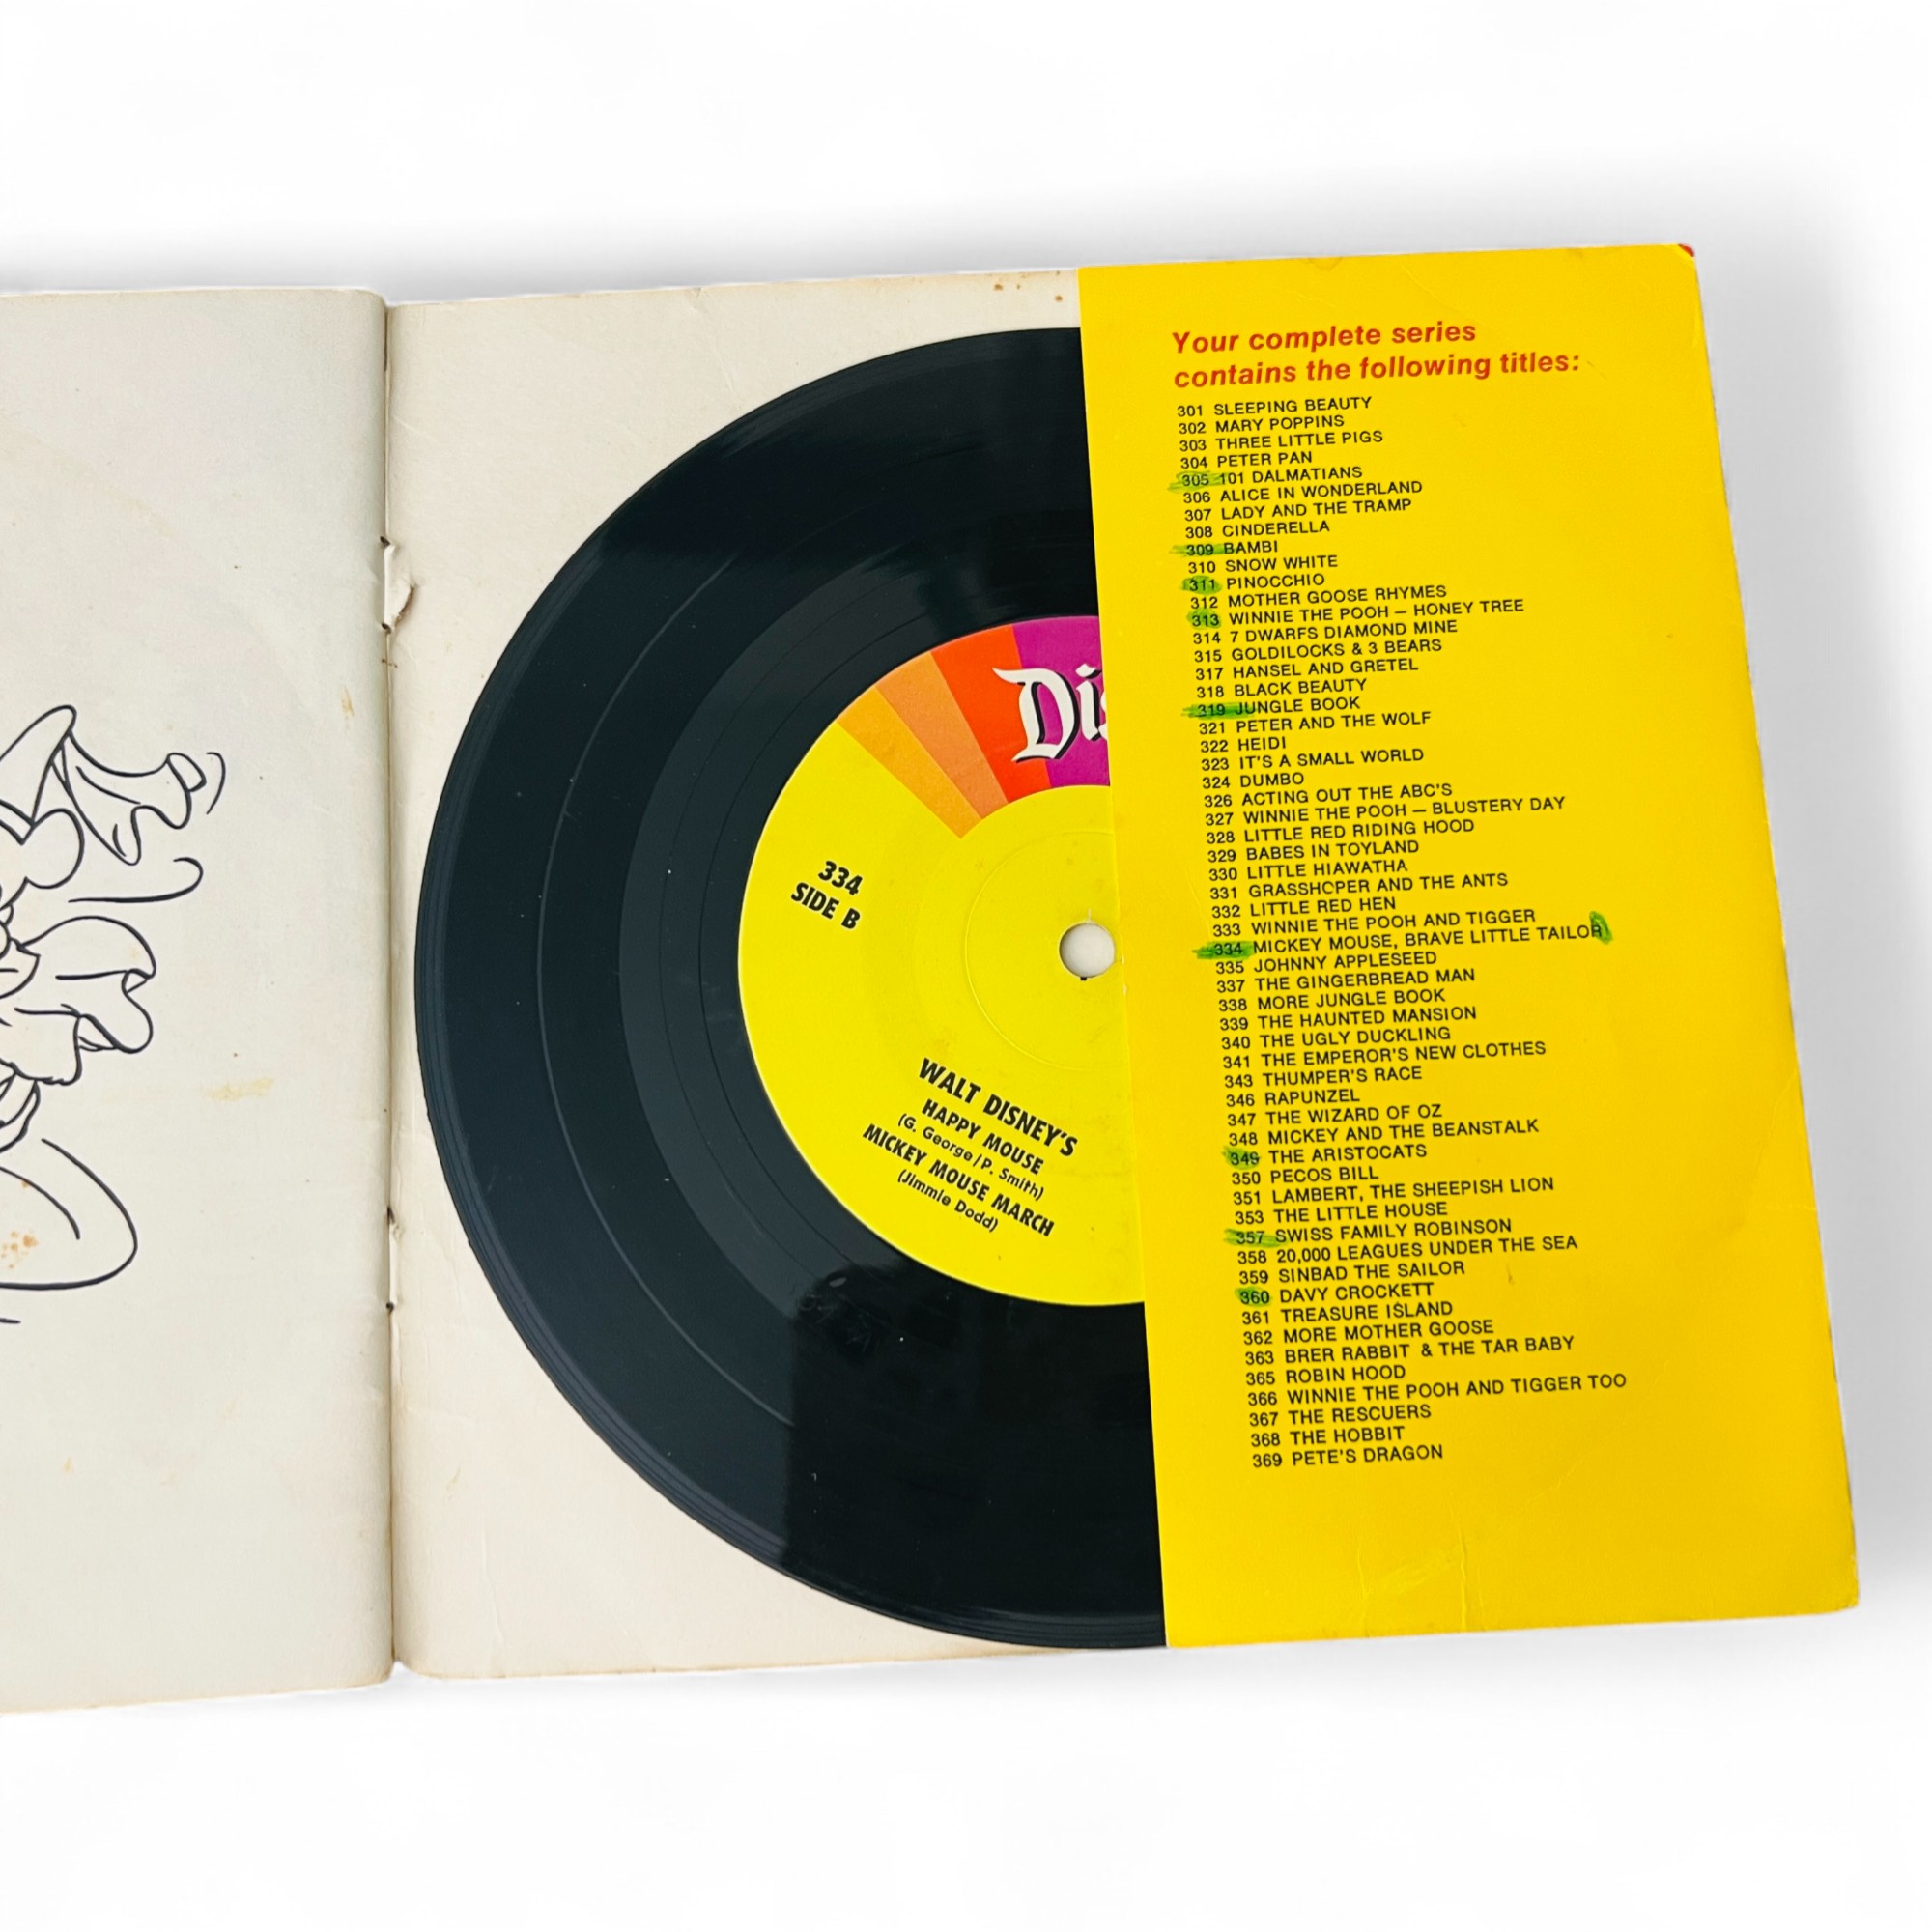 334
SIDE B
WALT DISNEY'S
HAPPY MOUSE
(G. George/P. Smith)
MICKEY MOUSE MARCH
(Jimmie Dodd)
Your complete series
contains the following titles:
301 SLEEPING BEAUTY
302 MARY POPPINS
303 THREE LITTLE PIGS
304 PETER PAN
305 101 DALMATIANS
306 ALICE IN WONDERLAND
307 LADY AND THE TRAMP
308 CINDERELLA
309 BAMBI
310 SNOW WHITE
311 PINOCCHIO
312 MOTHER GOOSE RHYMES
313 WINNIE THE POOH — HONEY TREE
314 7 DWARFS DIAMOND MINE
315 GOLDILOCKS & 3 BEARS
317 HANSEL AND GRETEL
318 BLACK BEAUTY
319 JUNGLE BOOK
321 PETER AND THE WOLF
322 HEIDI
323 IT'S A SMALL WORLD
324 DUMBO
326 ACTING OUT THE ABC'S
327 WINNIE THE POOH — BLUSTERY DAY
328 LITTLE RED RIDING HOOD
329 BABES IN TOYLAND
330 LITTLE HIAWATHA
331 GRASSHOPER AND THE ANTS
332 LITTLE RED HEN
333 WINNIE THE POOH AND TIGGER
334 MICKEY MOUSE, BRAVE LITTLE TAILOR
335 JOHNNY APPLESEED
337 THE GINGERBREAD MAN
338 MORE JUNGLE BOOK
339 THE HAUNTED MANSION
340 THE UGLY DUCKLING
341 THE EMPEROR'S NEW CLOTHES
343 THUMPER'S RACE
346 RAPUNZEL
347 THE WIZARD OF OZ
348 MICKEY AND THE BEANSTALK
349 THE ARISTOCATS
350 PECOS BILL
351 LAMBERT, THE SHEEPISH LION
353 THE LITTLE HOUSE
357 SWISS FAMILY ROBINSON
358 20,000 LEAGUES UNDER THE SEA
359 SINBAD THE SAILOR
360 DAVY CROCKETT
361 TREASURE ISLAND
362 MORE MOTHER GOOSE
363 BRER RABBIT & THE TAR BABY
365 ROBIN HOOD
366 WINNIE THE POOH AND TIGGER TOO
367 THE RESCUERS
368 THE HOBBIT
369 PETE'S DRAGON